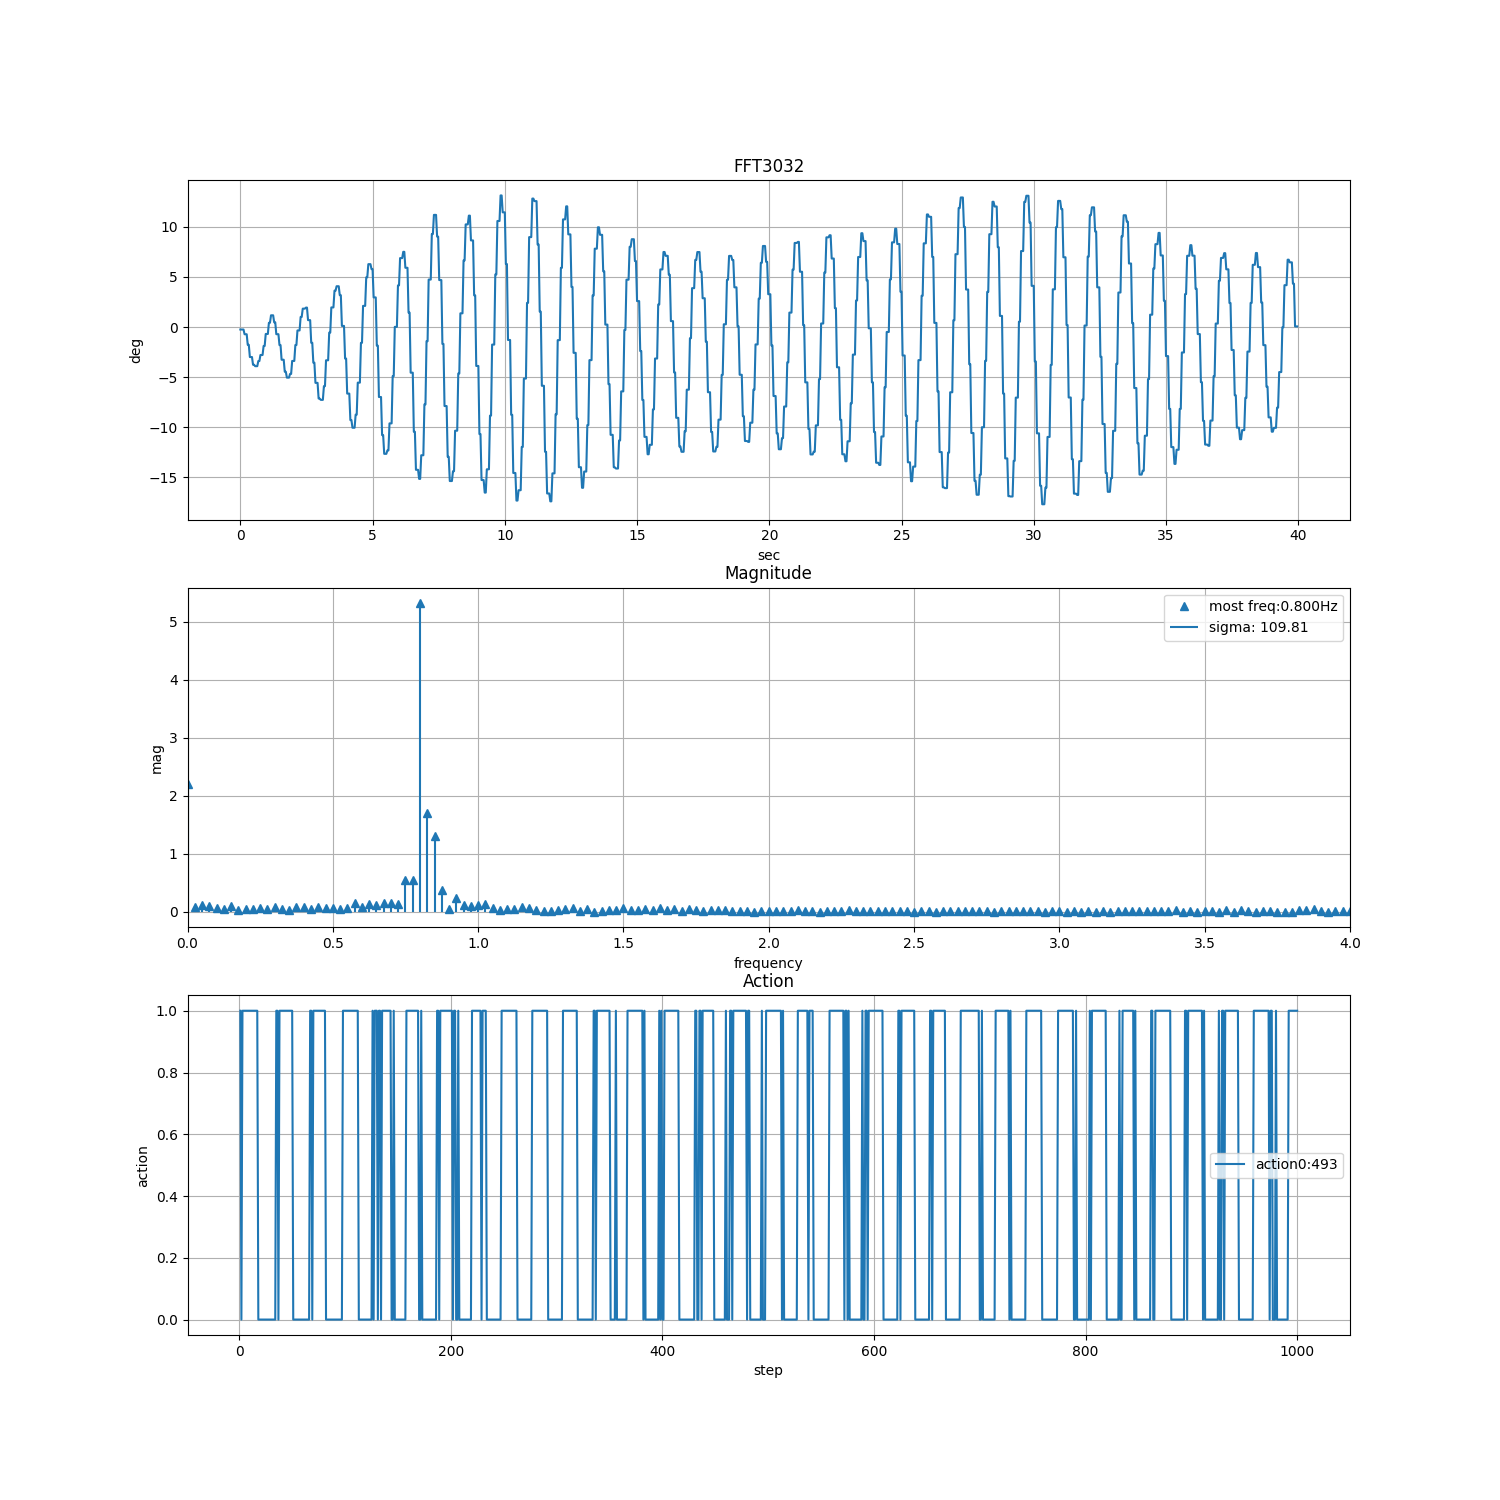 FFT3032
10
5
0
−5
−10
−15
deg
0 5 10 15 20 25 30 35 40
sec
Magnitude
most freq:0.800Hz
sigma: 109.81
5
4
3
2
1
0
mag
0.0 0.5 1.0 1.5 2.0 2.5 3.0 3.5 4.0
frequency
Action
1.0
0.8
0.6
0.4
0.2
0.0
action
action0:493
0 200 400 600 800 1000
step